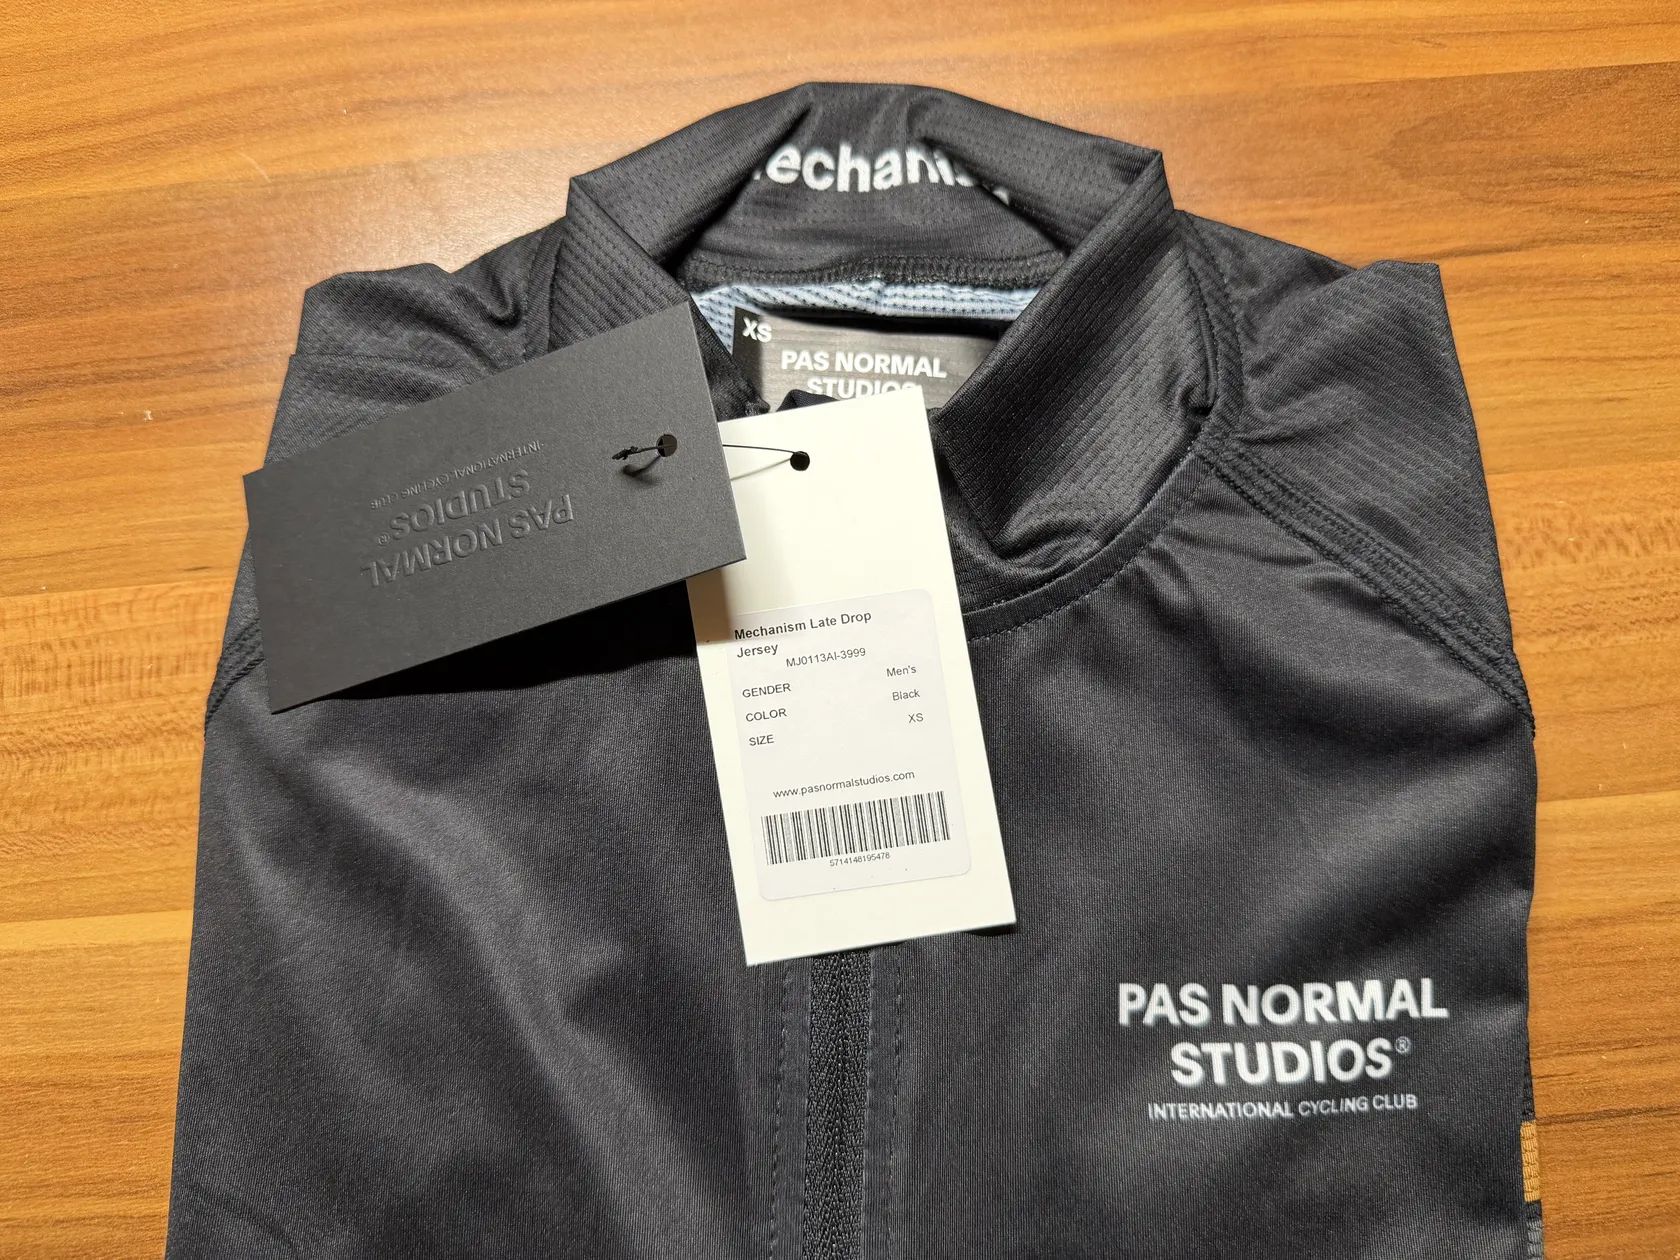 echanis
XS
PAS NORMAL
STUDIOS
PAS NORMAL
STUDIOS®
INTERNATIONAL CYCLING CLUB
Mechanism Late Drop
Jersey
MJ0113AI-3999
GENDER Men's
COLOR Black
SIZE XS
www.pasnormalstudios.com
5714148195478
PAS NORMAL
STUDIOS®
INTERNATIONAL CYCLING CLUB